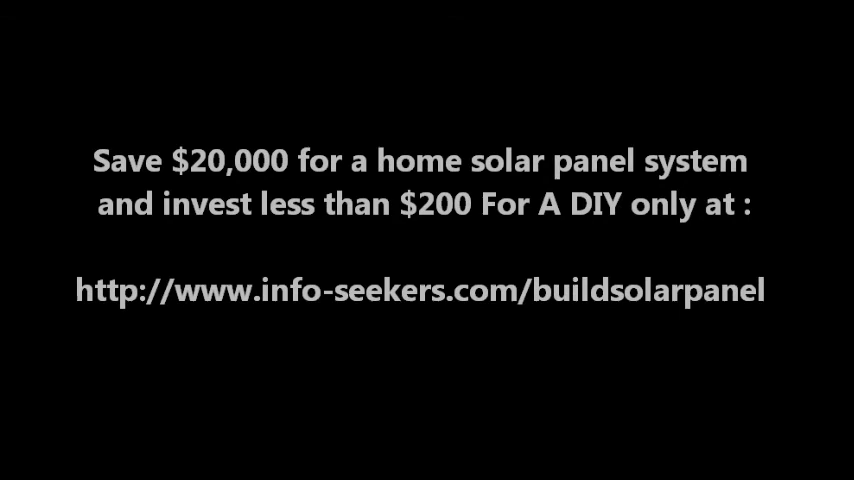 Save $20,000 for a home solar panel system
and invest less than $200 For A DIY only at :
http://www.info-seekers.com/buildsolarpanel